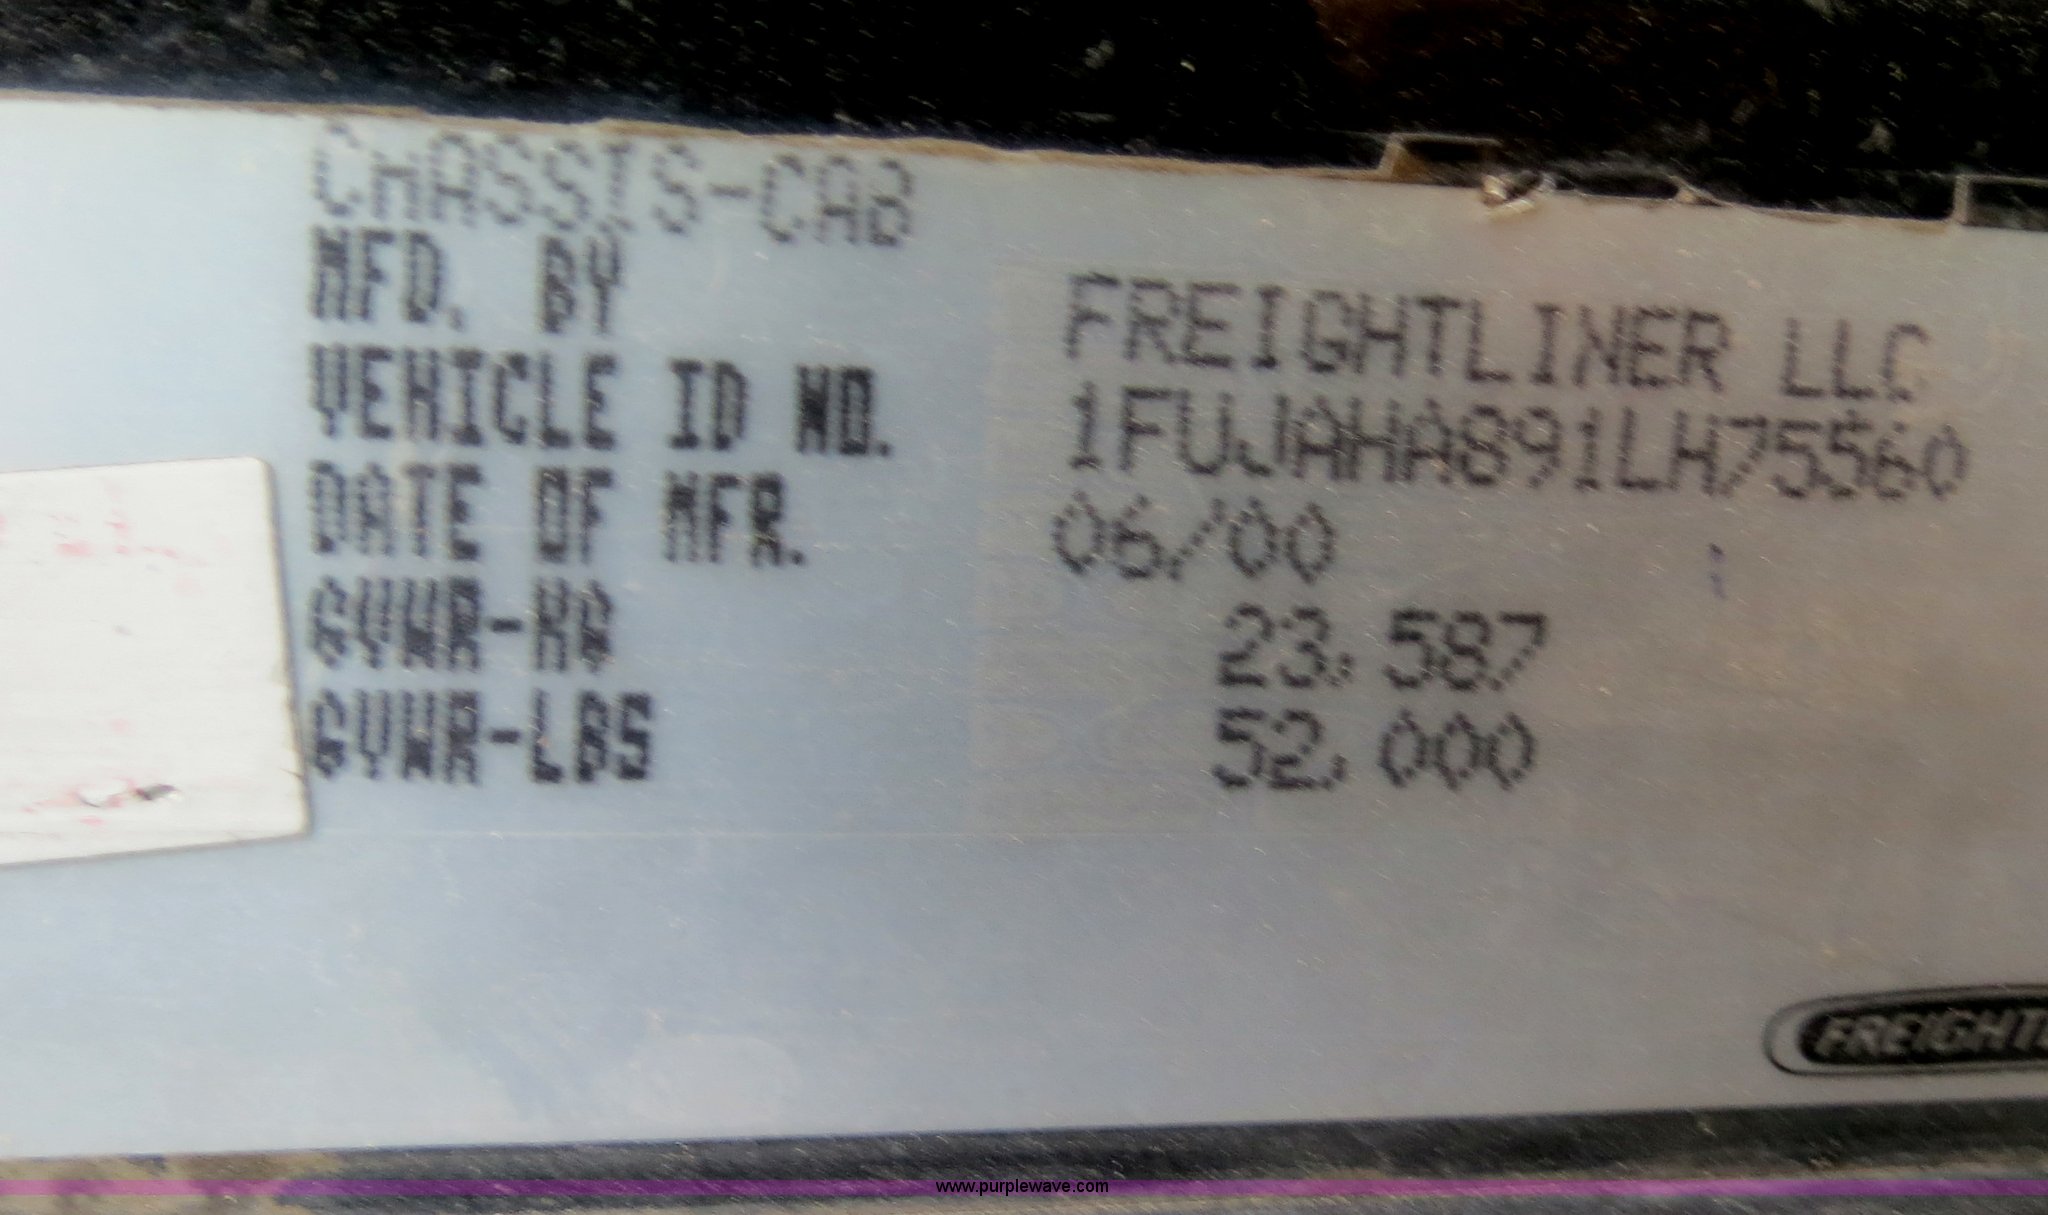 CHASSIS-CAB
MFD. BY FREIGHTLINER LLC
VEHICLE ID NO. 1FUJAHA891LH75560
DATE OF MFR. 06/00
GVWR-KG 23,587
GVWR-LBS 52,000
FREIGHTL
www.purplewave.com